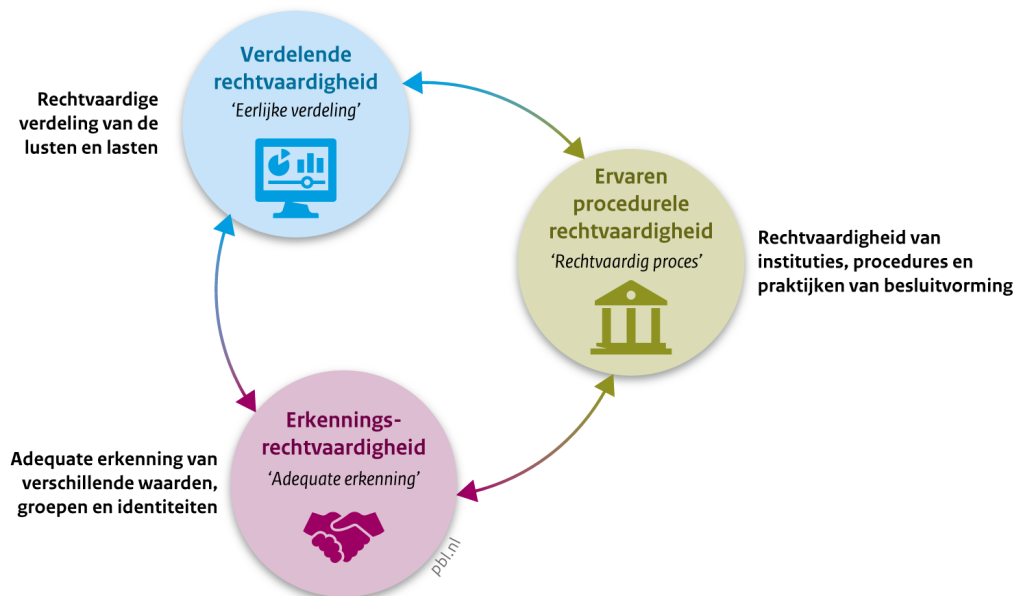 Verdelende
rechtvaardigheid
‘Eerlijke verdeling’
Rechtvaardige
verdeling van de
lusten en lasten
Ervaren
procedurele
rechtvaardigheid
‘Rechtvaardig proces’
Rechtvaardigheid van
instituties, procedures en
praktijken van besluitvorming
Erkennings-
rechtvaardigheid
‘Adequate erkenning’
Adequate erkenning van
verschillende waarden,
groepen en identiteiten
pbl.nl